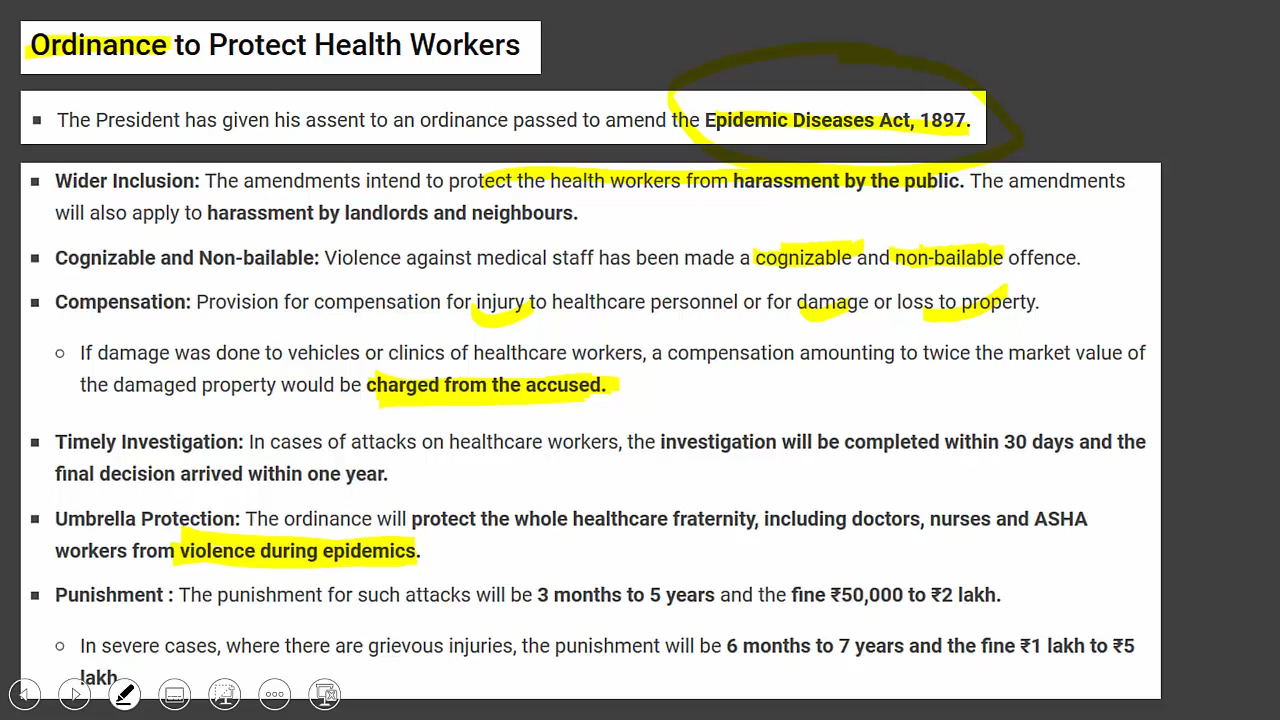 Ordinance to Protect Health Workers
▪ The President has given his assent to an ordinance passed to amend the Epidemic Diseases Act, 1897.
▪ Wider Inclusion: The amendments intend to protect the health workers from harassment by the public. The amendments
will also apply to harassment by landlords and neighbours.
▪ Cognizable and Non-bailable: Violence against medical staff has been made a cognizable and non-bailable offence.
▪ Compensation: Provision for compensation for injury to healthcare personnel or for damage or loss to property.
○ If damage was done to vehicles or clinics of healthcare workers, a compensation amounting to twice the market value of
the damaged property would be charged from the accused.
▪ Timely Investigation: In cases of attacks on healthcare workers, the investigation will be completed within 30 days and the
final decision arrived within one year.
▪ Umbrella Protection: The ordinance will protect the whole healthcare fraternity, including doctors, nurses and ASHA
workers from violence during epidemics.
▪ Punishment : The punishment for such attacks will be 3 months to 5 years and the fine ₹50,000 to ₹2 lakh.
○ In severe cases, where there are grievous injuries, the punishment will be 6 months to 7 years and the fine ₹1 lakh to ₹5
lakh